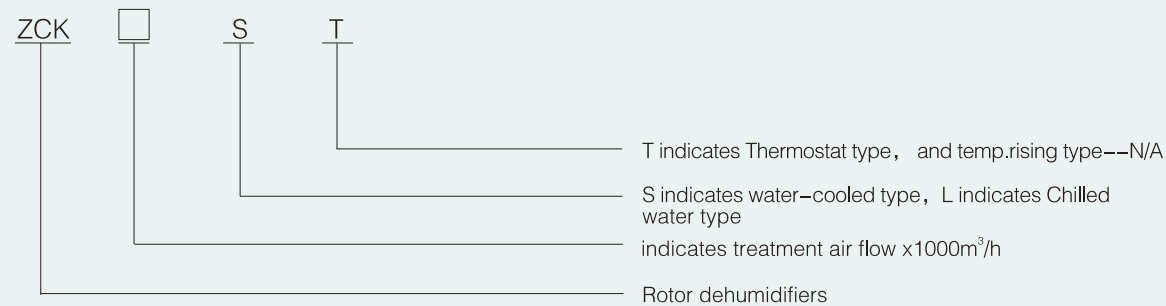 ZCK □ S T
T indicates Thermostat type, and temp.rising type--N/A
S indicates water-cooled type, L indicates Chilled
water type
indicates treatment air flow x1000m³/h
Rotor dehumidifiers